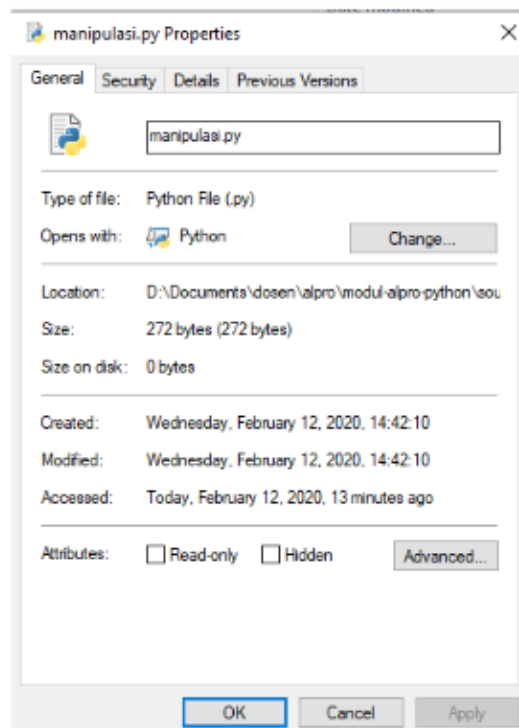 manipulasi.py Properties
General Security Details Previous Versions
manipulasi.py
Type of file: Python File (.py)
Opens with: Python Change...
Location: D:\Documents\dosen\alpro\modul-alpro-python\sou
Size: 272 bytes (272 bytes)
Size on disk: 0 bytes
Created: Wednesday, February 12, 2020, 14:42:10
Modified: Wednesday, February 12, 2020, 14:42:10
Accessed: Today, February 12, 2020, 13 minutes ago
Attributes: Read-only Hidden Advanced...
OK Cancel Apply